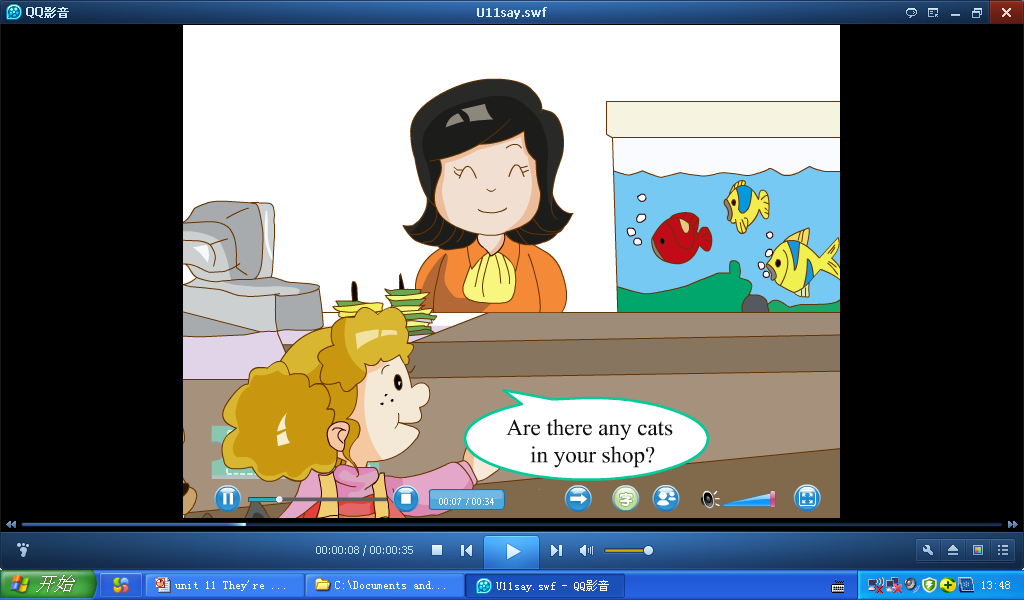 QQ影音
U11say.swf
Are there any cats
in your shop?
00:07 / 00:34
字
00:00:08 / 00:00:35
开始
unit 11 They're ...
C:\Documents and...
U11say.swf - QQ影音
13:48